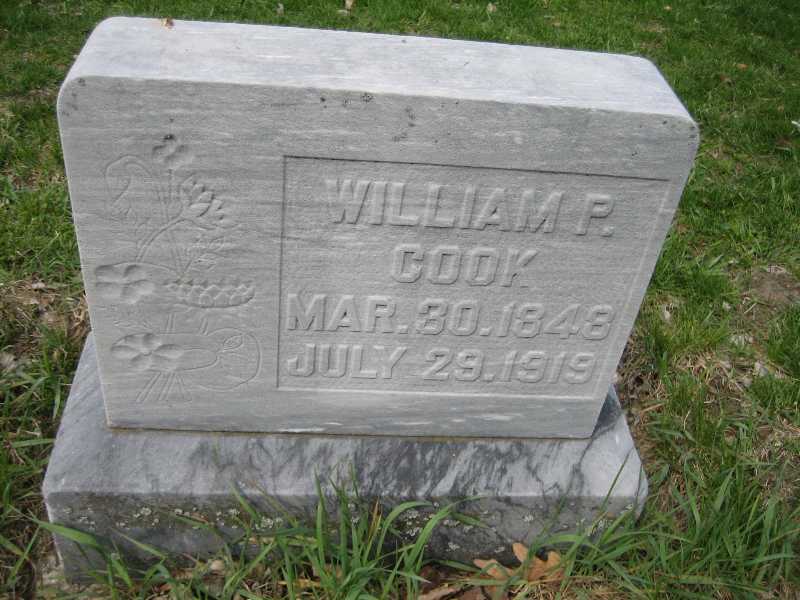 WILLIAM P.
COOK
MAR. 30. 1848
JULY 29. 1919